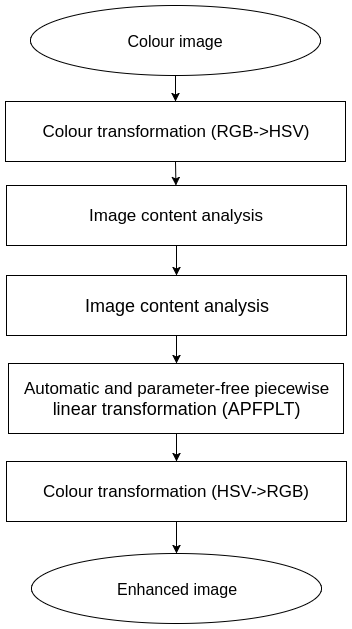 Colour image
Colour transformation (RGB->HSV)
Image content analysis
Image content analysis
Automatic and parameter-free piecewise
linear transformation (APFPLT)
Colour transformation (HSV->RGB)
Enhanced image